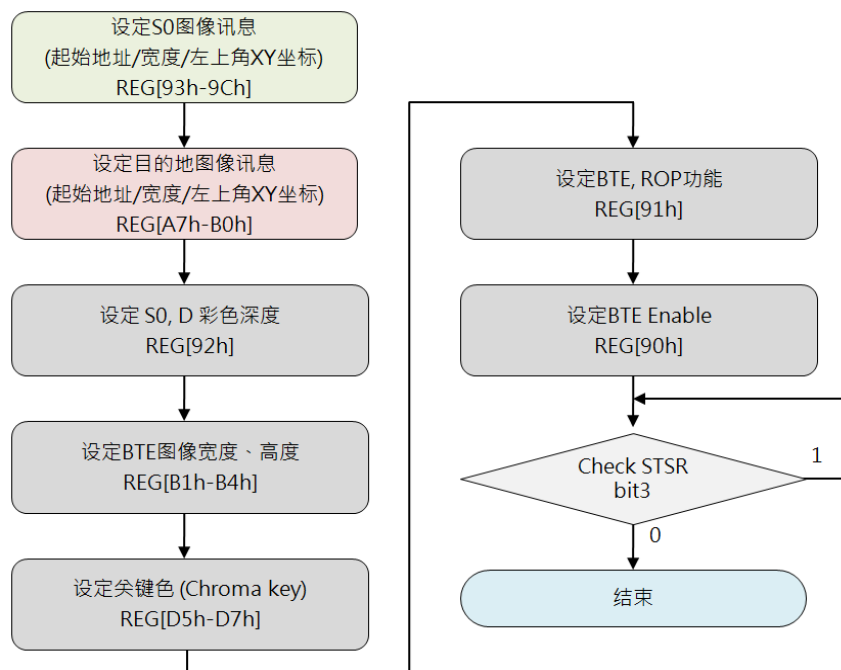 设定S0图像讯息
(起始地址/宽度/左上角XY坐标)
REG[93h-9Ch]
设定目的地图像讯息
(起始地址/宽度/左上角XY坐标)
REG[A7h-B0h]
设定 S0, D 彩色深度
REG[92h]
设定BTE图像宽度、高度
REG[B1h-B4h]
设定关键色 (Chroma key)
REG[D5h-D7h]
设定BTE, ROP功能
REG[91h]
设定BTE Enable
REG[90h]
Check STSR
bit3
1
0
结束